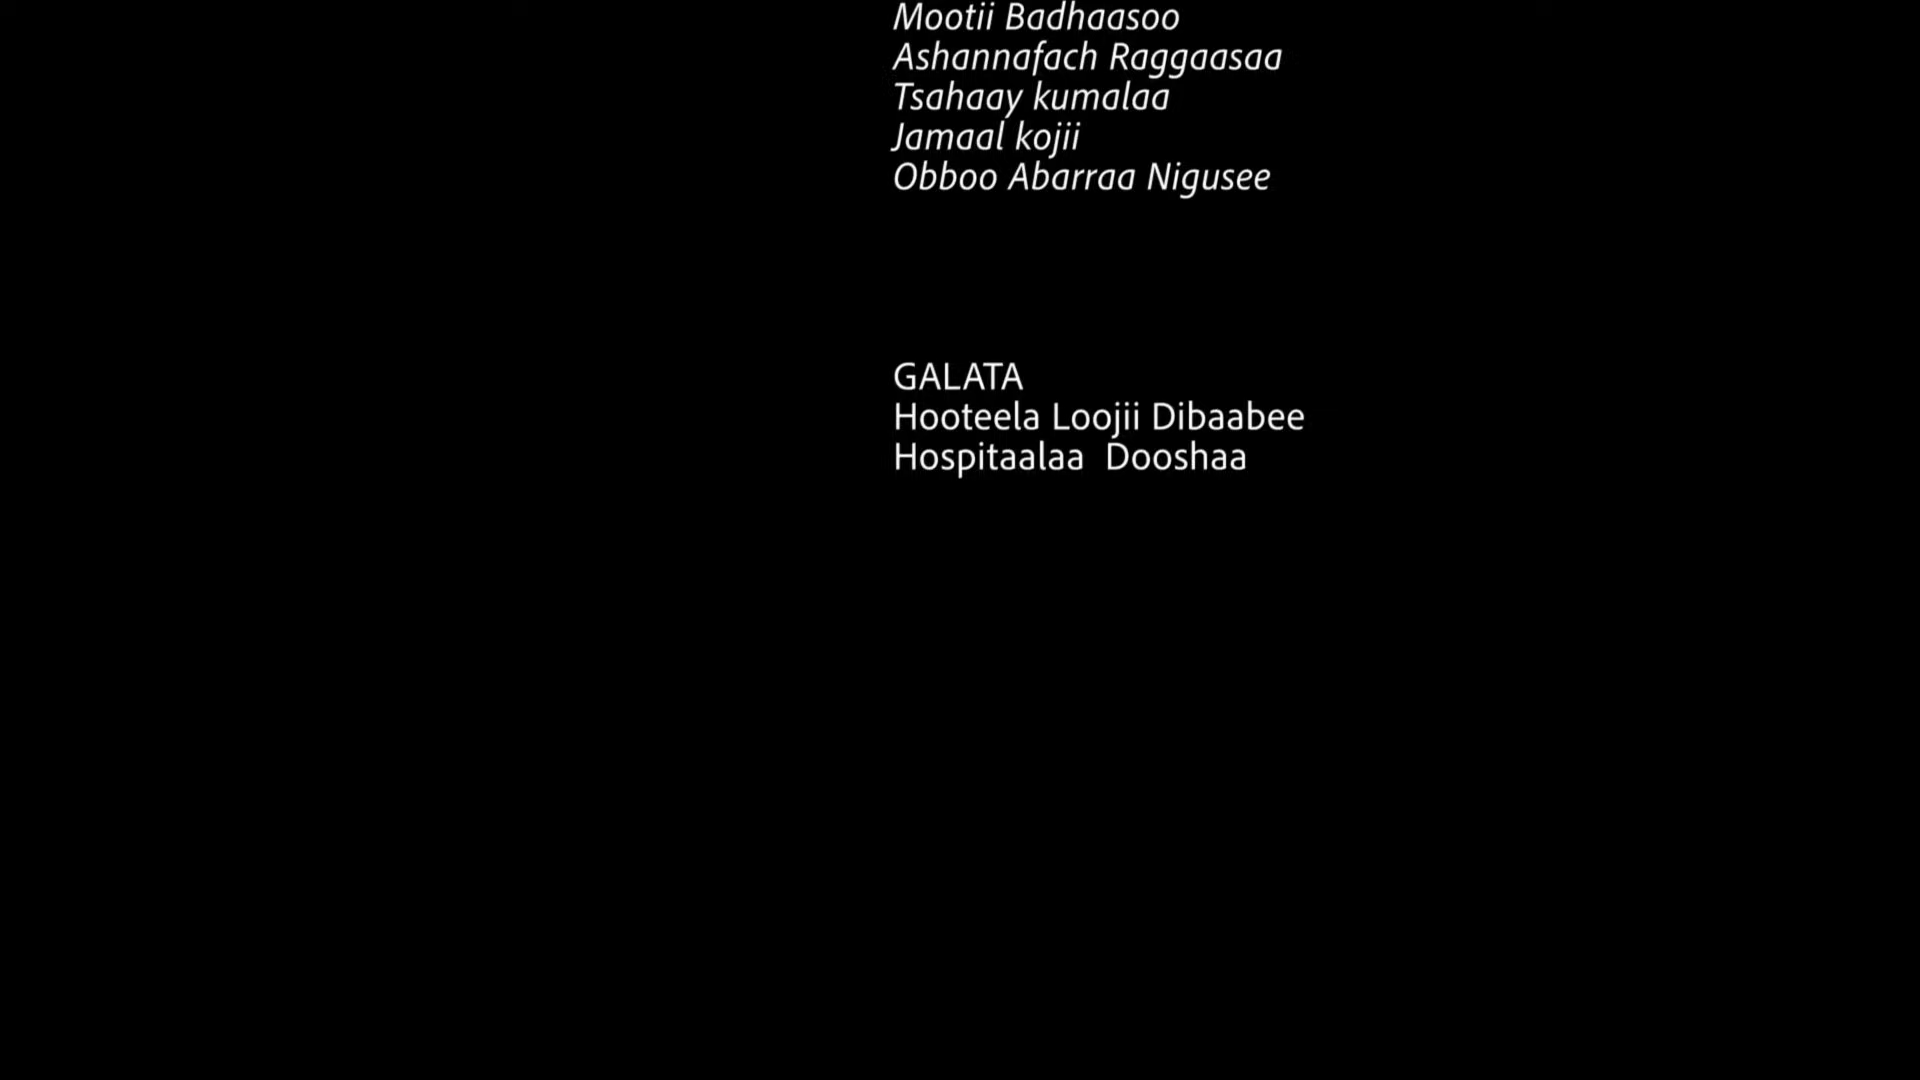 Mootii Badhaasoo
Ashannafach Raggaasaa
Tsahaay kumalaa
Jamaal kojii
Obboo Abarraa Nigusee
GALATA
Hooteela Loojii Dibaabee
Hospitaalaa  Dooshaa